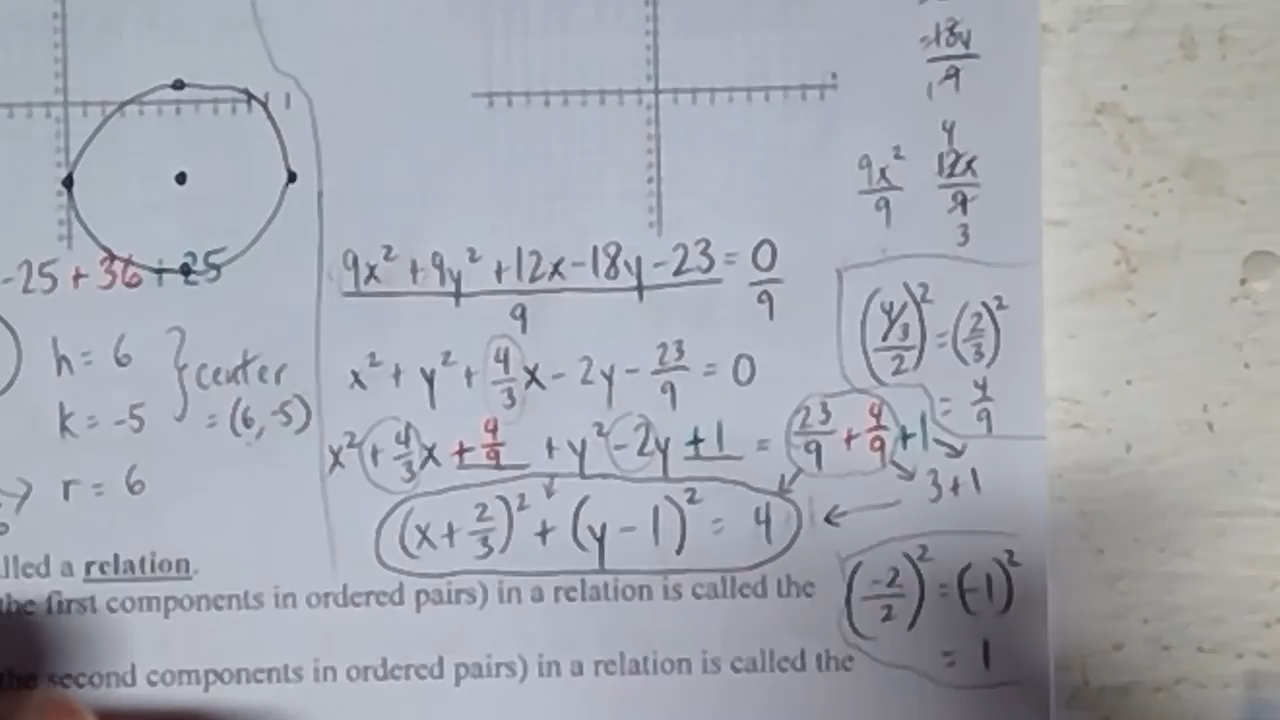 -18y/9
9x²/9 12x/9 4 3
-25 + 36 + 25
9x² + 9y² + 12x - 18y - 23 = 0
9 9
(4/3/2)² = (2/3)²
= 4/9
h = 6
k = -5 } center = (6,-5)
r = 6
x² + y² + 4/3x - 2y - 23/9 = 0
x² + 4/3x + 4/9 + y² - 2y + 1 = 23/9 + 4/9 + 1
3+1
(x + 2/3)² + (y - 1)² = 4
(-2/2)² = (-1)²
= 1
lled a relation.
the first components in ordered pairs) in a relation is called the
the second components in ordered pairs) in a relation is called the